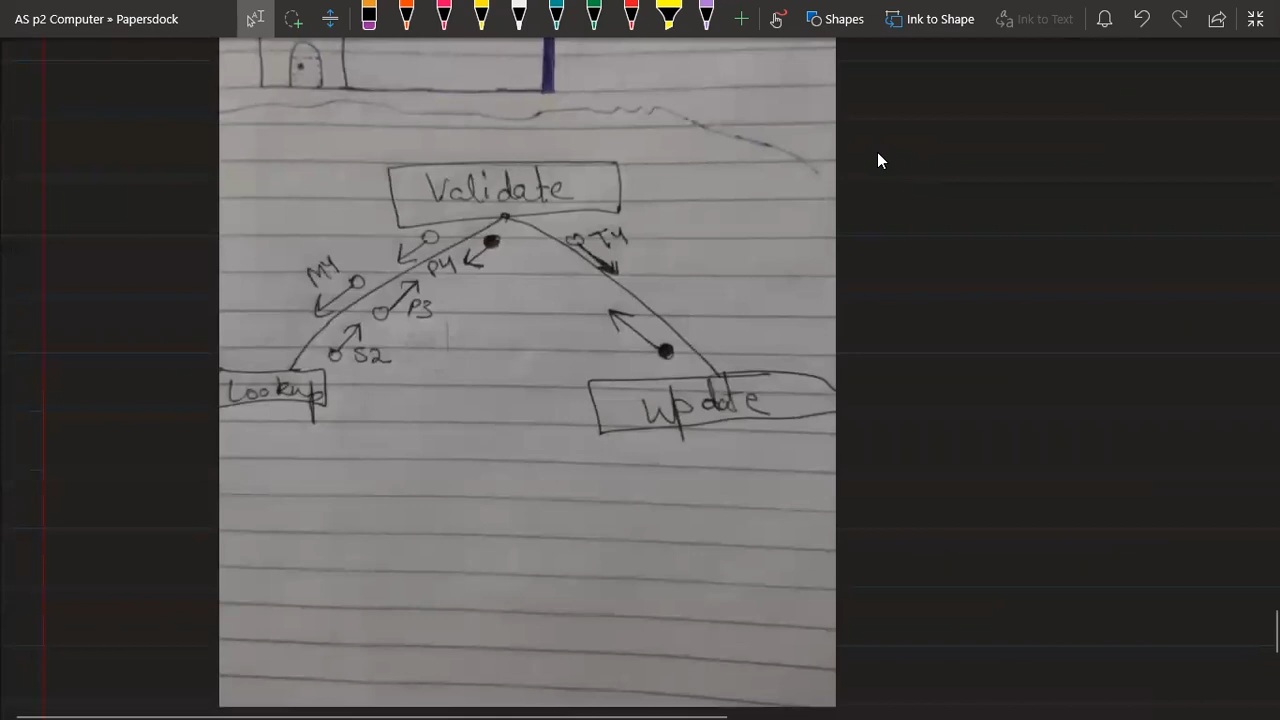 AS p2 Computer » Papersdock
Shapes
Ink to Shape
Ink to Text
Validate
T4
M4
P4
P3
S2
Lookup
update